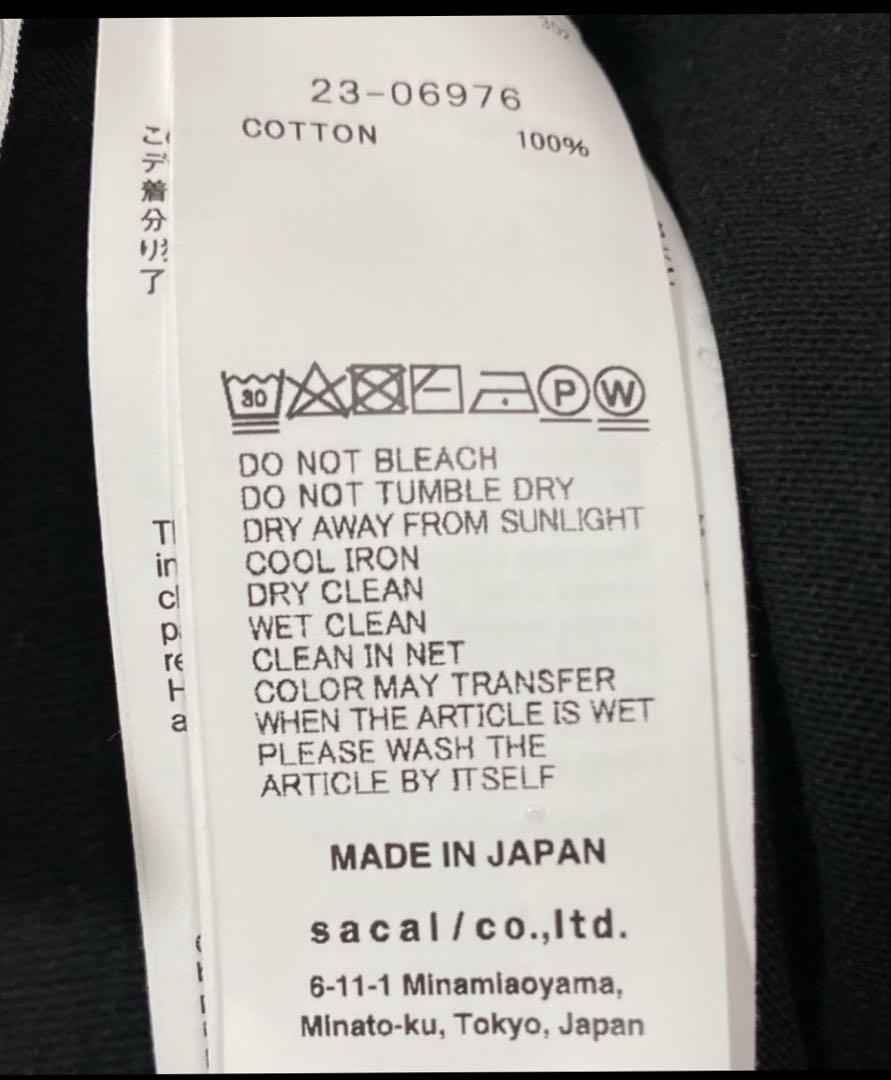 302
23-06976
COTTON 100%
30
P W
DO NOT BLEACH
DO NOT TUMBLE DRY
DRY AWAY FROM SUNLIGHT
COOL IRON
DRY CLEAN
WET CLEAN
CLEAN IN NET
COLOR MAY TRANSFER
WHEN THE ARTICLE IS WET
PLEASE WASH THE
ARTICLE BY ITSELF
MADE IN JAPAN
sacai/co.,ltd.
6-11-1 Minamiaoyama,
Minato-ku, Tokyo, Japan